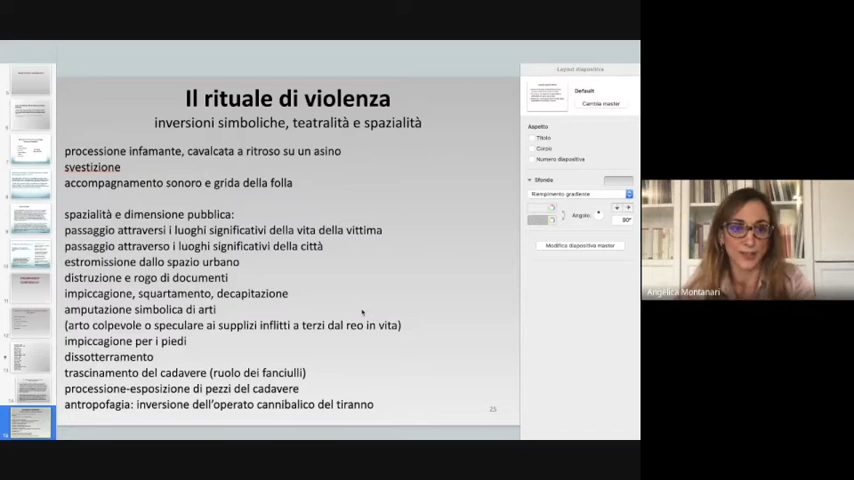 Il rituale di violenza
inversioni simboliche, teatralità e spazialità
processione infamante, cavalcata a ritroso su un asino
svestizione
accompagnamento sonoro e grida della folla
spazialità e dimensione pubblica:
passaggio attraversi i luoghi significativi della vita della vittima
passaggio attraverso i luoghi significativi della città
estromissione dallo spazio urbano
distruzione e rogo di documenti
impiccagione, squartamento, decapitazione
amputazione simbolica di arti
(arto colpevole o speculare ai supplizi inflitti a terzi dal reo in vita)
impiccagione per i piedi
dissotterramento
trascinamento del cadavere (ruolo dei fanciulli)
processione-esposizione di pezzi del cadavere
antropofagia: inversione dell'operato cannibalico del tiranno
25
Layout diapositiva
Default
Cambia master
Aspetto
Titolo
Corpo
Numero diapositiva
Sfondo
Riempimento gradiente
Angolo:
90°
Modifica diapositiva master
Angelica Montanari